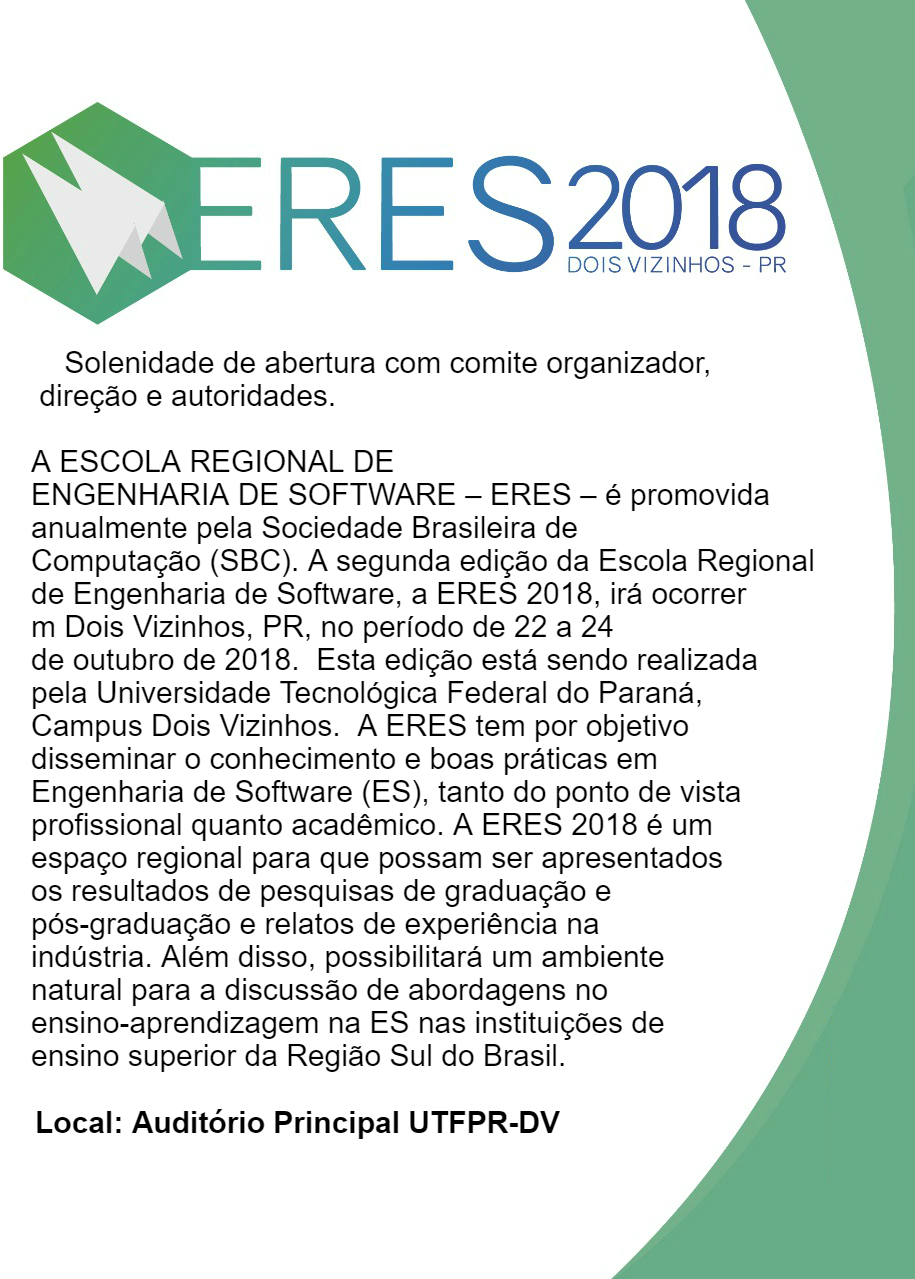 ERES 2018
DOIS VIZINHOS - PR
Solenidade de abertura com comite organizador,
direção e autoridades.
A ESCOLA REGIONAL DE
ENGENHARIA DE SOFTWARE – ERES – é promovida
anualmente pela Sociedade Brasileira de
Computação (SBC). A segunda edição da Escola Regional
de Engenharia de Software, a ERES 2018, irá ocorrer
m Dois Vizinhos, PR, no período de 22 a 24
de outubro de 2018.  Esta edição está sendo realizada
pela Universidade Tecnológica Federal do Paraná,
Campus Dois Vizinhos.  A ERES tem por objetivo
disseminar o conhecimento e boas práticas em
Engenharia de Software (ES), tanto do ponto de vista
profissional quanto acadêmico. A ERES 2018 é um
espaço regional para que possam ser apresentados
os resultados de pesquisas de graduação e
pós-graduação e relatos de experiência na
indústria. Além disso, possibilitará um ambiente
natural para a discussão de abordagens no
ensino-aprendizagem na ES nas instituições de
ensino superior da Região Sul do Brasil.
Local: Auditório Principal UTFPR-DV